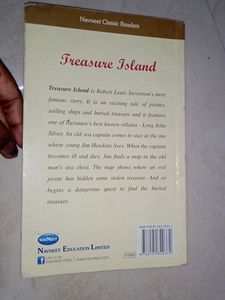 Navneet Classic Readers
Treasure Island
Treasure Island is Robert Louis Stevenson's most
famous story. It is an exciting tale of pirates,
sailing ships and buried treasure and it features
one of literature's best known villains - Long John
Silver. An old sea captain comes to stay at the inn
where young Jim Hawkins lives. When the captain
becomes ill and dies, Jim finds a map in the old
man's sea chest. The map shows where an evil
pirate has hidden some stolen treasure. And so
begins a dangerous quest to find the buried
treasure.
NAVNEET
NAVNEET EDUCATION LIMITED
Navneet India / www.navneet.com